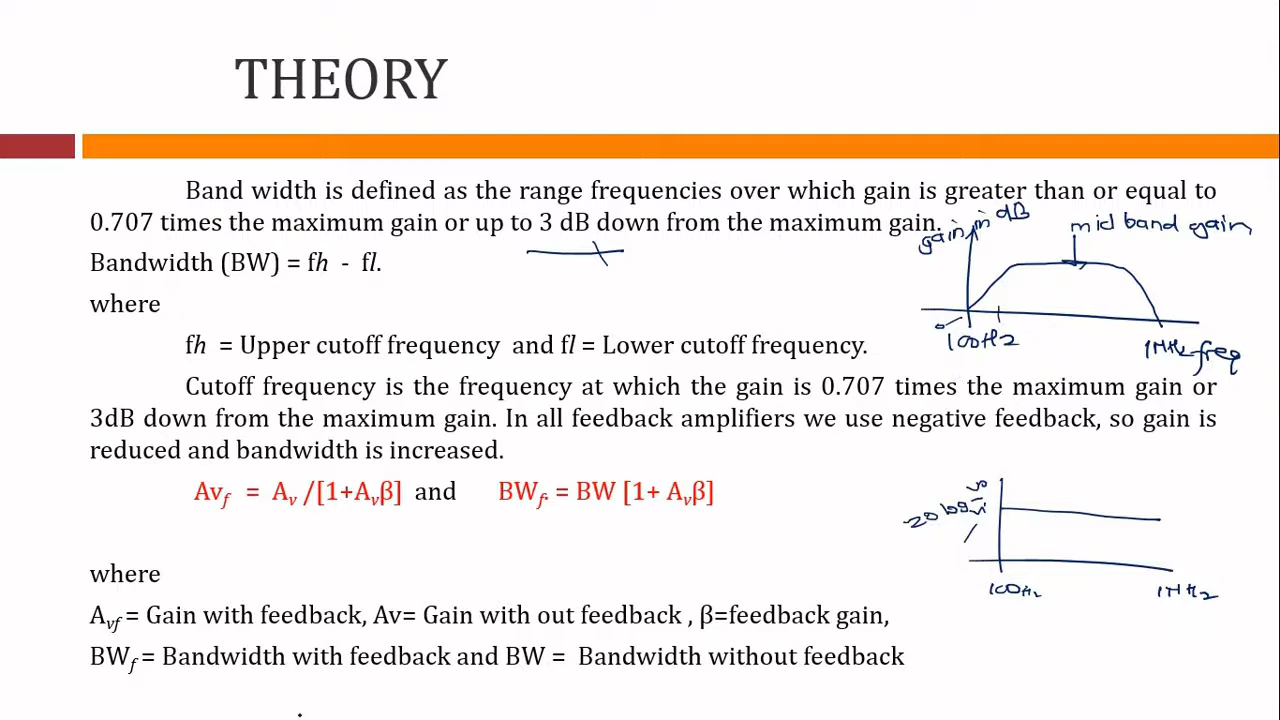 THEORY
Band width is defined as the range frequencies over which gain is greater than or equal to
0.707 times the maximum gain or up to 3 dB down from the maximum gain.
gain in dB
mid band gain
Bandwidth (BW) = fh - fl.
where
100Hz
fh = Upper cutoff frequency and fl = Lower cutoff frequency.
1MHz freq
Cutoff frequency is the frequency at which the gain is 0.707 times the maximum gain or
3dB down from the maximum gain. In all feedback amplifiers we use negative feedback, so gain is
reduced and bandwidth is increased.
Avf = Av /[1+Avβ] and BWf = BW [1+ Avβ]
20 log vo/vi
where
100Hz
1MHz
Avf = Gain with feedback, Av= Gain with out feedback , β=feedback gain,
BWf = Bandwidth with feedback and BW = Bandwidth without feedback